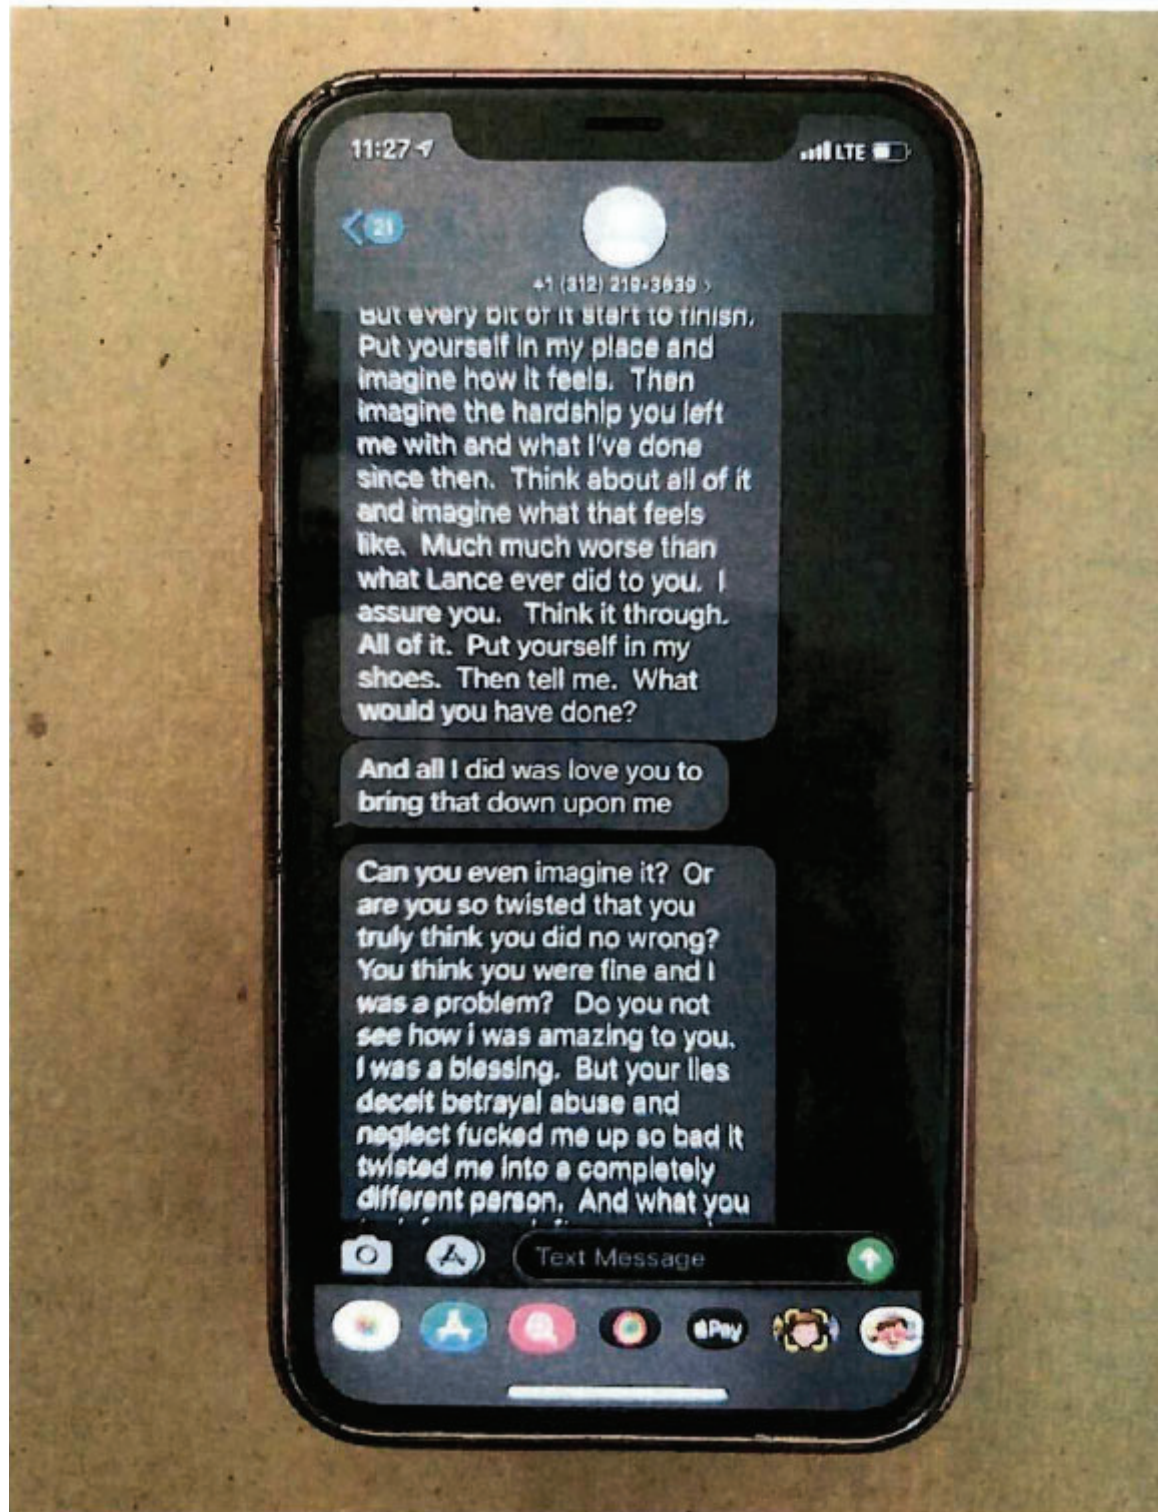 11:27
LTE
21
+1 (312) 219-3639 >
But every bit of it start to finish.
Put yourself in my place and
imagine how it feels. Then
imagine the hardship you left
me with and what I've done
since then. Think about all of it
and imagine what that feels
like. Much much worse than
what Lance ever did to you. I
assure you. Think it through.
All of it. Put yourself in my
shoes. Then tell me. What
would you have done?
And all I did was love you to
bring that down upon me
Can you even imagine it? Or
are you so twisted that you
truly think you did no wrong?
You think you were fine and I
was a problem? Do you not
see how i was amazing to you.
I was a blessing. But your lies
deceit betrayal abuse and
neglect fucked me up so bad it
twisted me into a completely
different person. And what you
Text Message
Pay